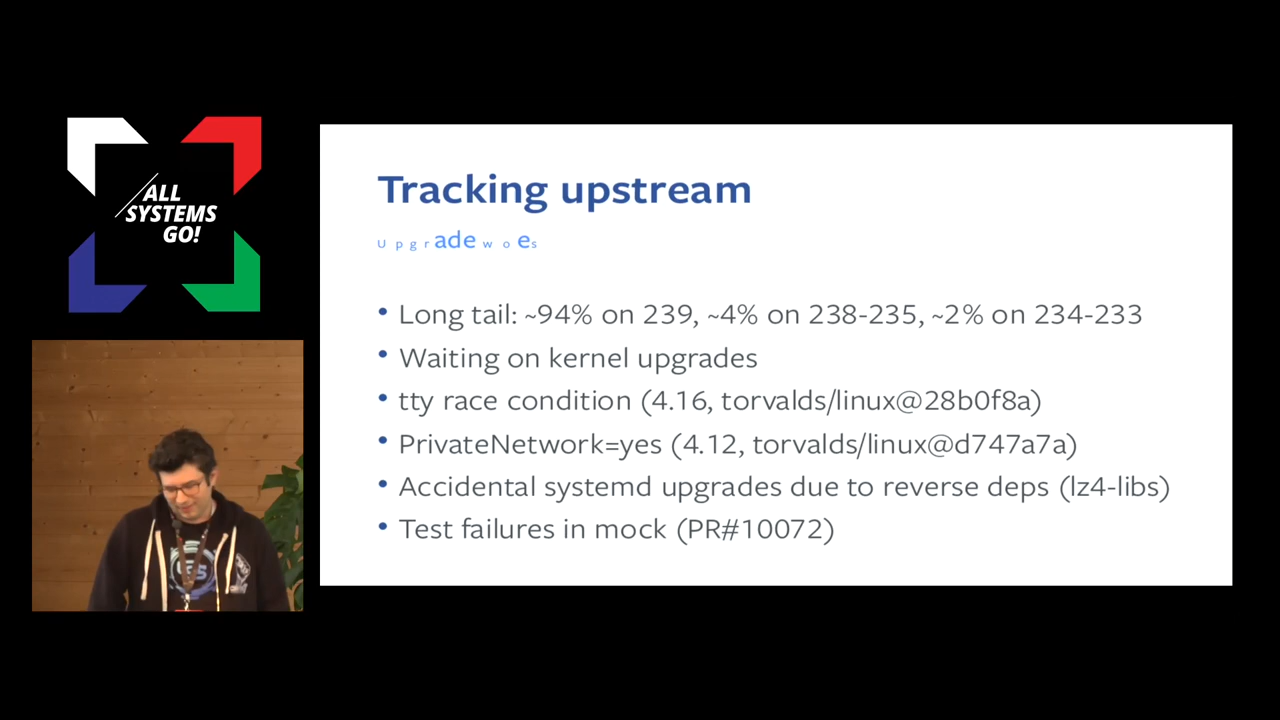 ALL
SYSTEMS
GO!
Tracking upstream
Upgrade woes
• Long tail: ~94% on 239, ~4% on 238-235, ~2% on 234-233
• Waiting on kernel upgrades
• tty race condition (4.16, torvalds/linux@28b0f8a)
• PrivateNetwork=yes (4.12, torvalds/linux@d747a7a)
• Accidental systemd upgrades due to reverse deps (lz4-libs)
• Test failures in mock (PR#10072)